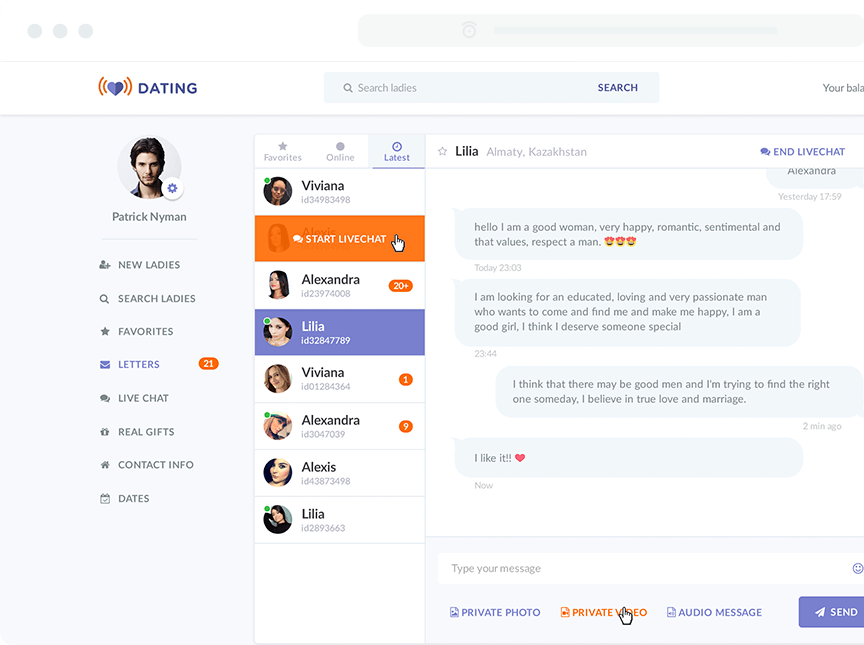 DATING
Search ladies
SEARCH
Your bala
Patrick Nyman
NEW LADIES
SEARCH LADIES
FAVORITES
LETTERS
21
LIVE CHAT
REAL GIFTS
CONTACT INFO
DATES
Favorites
Online
Latest
Viviana
id34983498
Alexis
START LIVECHAT
Alexandra
id23974008
20+
Lilia
id32847789
Viviana
id01284364
1
Alexandra
id3047039
9
Alexis
id43873498
Lilia
id2893663
Lilia Almaty, Kazakhstan
END LIVECHAT
Alexandra
Yesterday 17:59
hello I am a good woman, very happy, romantic, sentimental and
that values, respect a man. 😍😍😍
Today 23:03
I am looking for an educated, loving and very passionate man
who wants to come and find me and make me happy, I am a
good girl, I think I deserve someone special
23:44
I think that there may be good men and I'm trying to find the right
one someday, I believe in true love and marriage.
2 min ago
I like it!! ❤
Now
Type your message
PRIVATE PHOTO
PRIVATE VIDEO
AUDIO MESSAGE
SEND